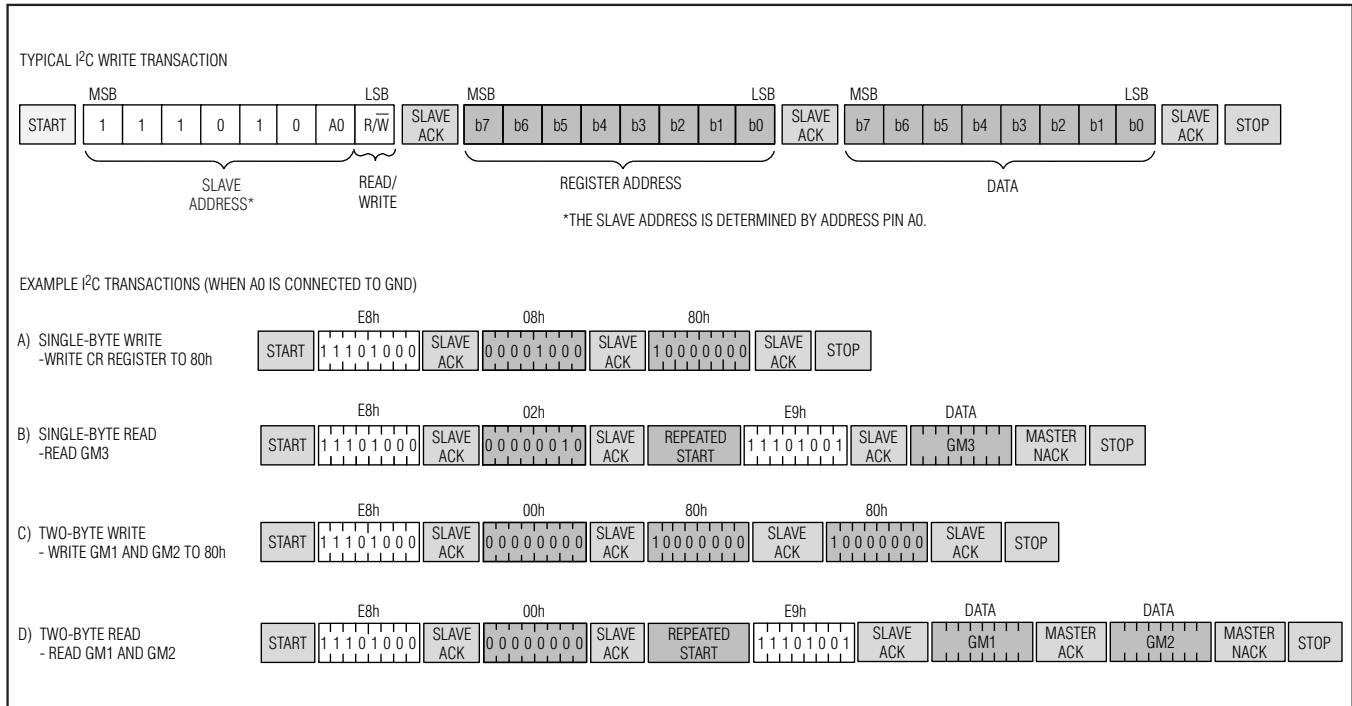 TYPICAL I2C WRITE TRANSACTION
MSB LSB MSB LSB MSB LSB
START 1 1 1 0 1 0 A0 R/W̅ SLAVE ACK b7 b6 b5 b4 b3 b2 b1 b0 SLAVE ACK b7 b6 b5 b4 b3 b2 b1 b0 SLAVE ACK STOP
SLAVE ADDRESS* READ/WRITE REGISTER ADDRESS DATA
*THE SLAVE ADDRESS IS DETERMINED BY ADDRESS PIN A0.
EXAMPLE I2C TRANSACTIONS (WHEN A0 IS CONNECTED TO GND)
E8h 08h 80h
A) SINGLE-BYTE WRITE
-WRITE CR REGISTER TO 80h
START 11101000 SLAVE ACK 00001000 SLAVE ACK 10000000 SLAVE ACK STOP
E8h 02h E9h DATA
B) SINGLE-BYTE READ
-READ GM3
START 11101000 SLAVE ACK 00000010 SLAVE ACK REPEATED START 11101001 SLAVE ACK GM3 MASTER NACK STOP
E8h 00h 80h 80h
C) TWO-BYTE WRITE
- WRITE GM1 AND GM2 TO 80h
START 11101000 SLAVE ACK 00000000 SLAVE ACK 10000000 SLAVE ACK 10000000 SLAVE ACK STOP
E8h 00h E9h DATA DATA
D) TWO-BYTE READ
- READ GM1 AND GM2
START 11101000 SLAVE ACK 00000000 SLAVE ACK REPEATED START 11101001 SLAVE ACK GM1 MASTER ACK GM2 MASTER NACK STOP